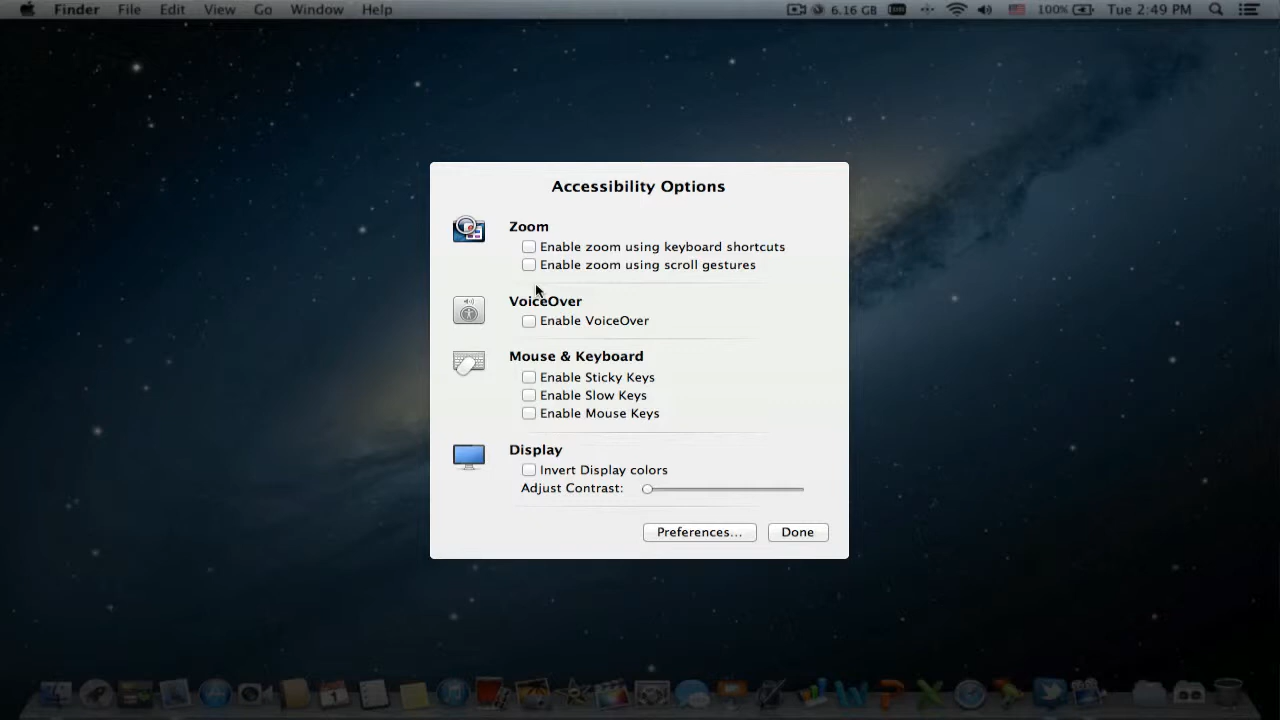 Finder File Edit View Go Window Help 6.16 GB 100% Tue 2:49 PM
Accessibility Options
Zoom
Enable zoom using keyboard shortcuts
Enable zoom using scroll gestures
VoiceOver
Enable VoiceOver
Mouse & Keyboard
Enable Sticky Keys
Enable Slow Keys
Enable Mouse Keys
Display
Invert Display colors
Adjust Contrast:
Preferences... Done